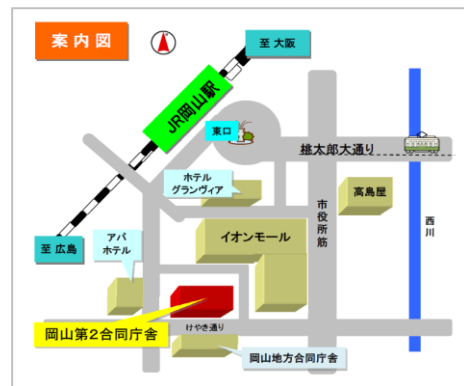 案内図
至 大阪
JR岡山駅
東口
桃太郎大通り
ホテル
グランヴィア
高島屋
市役所筋
西川
イオンモール
至 広島
アパ
ホテル
岡山第2合同庁舎
けやき通り
岡山地方合同庁舎